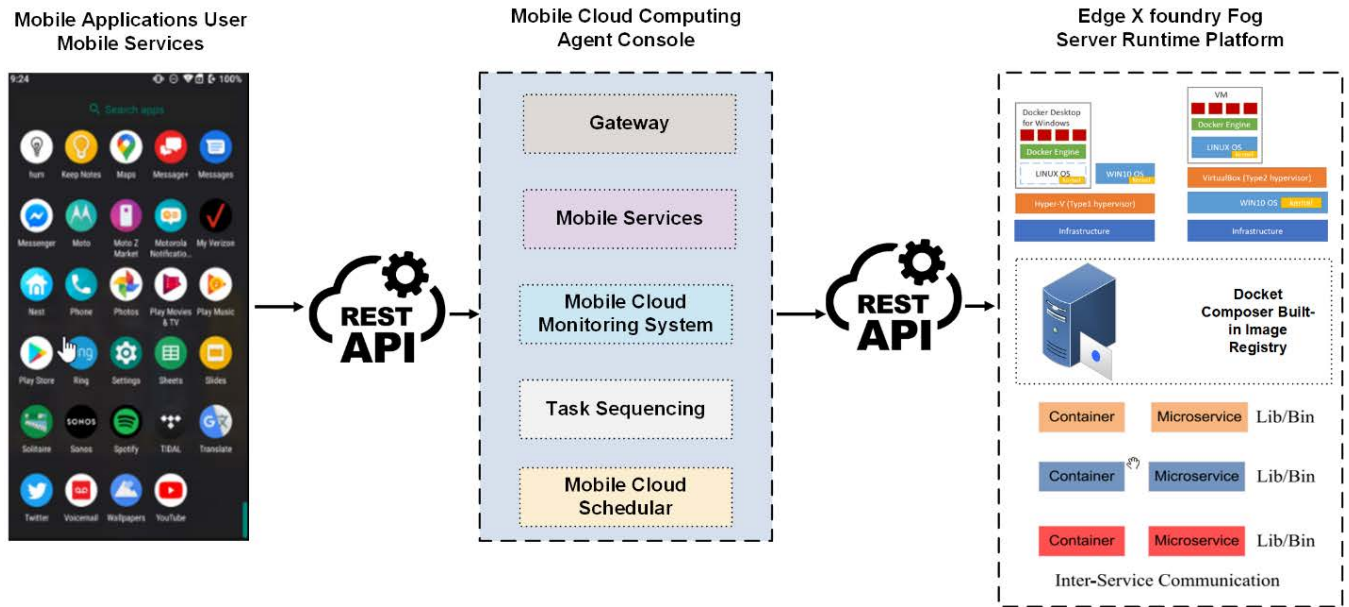 Mobile Applications User
Mobile Services
9:24
100%
Search apps
hum
Keep Notes
Maps
Message+
Messages
Messenger
Moto
Moto Z
Market
Motorola
Notificatio...
My Verizon
Nest
Phone
Photos
Play Movies
& TV
Play Music
Play Store
ring
Ring
Settings
Sheets
Slides
SONOS
Solitaire
Sonos
Spotify
TIDAL
Translate
Twitter
Voicemail
Wallpapers
YouTube
REST
API
Mobile Cloud Computing
Agent Console
Gateway
Mobile Services
Mobile Cloud
Monitoring System
Task Sequencing
Mobile Cloud
Schedular
REST
API
Edge X foundry Fog
Server Runtime Platform
Docker Desktop
for Windows
Docker Engine
LINUX OS
kernel
WIN10 OS
kernel
Hyper-V (Type1 hypervisor)
Infrastructure
VM
Docker Engine
LINUX OS
kernel
VirtualBox (Type2 hypervisor)
WIN10 OS
kernel
Infrastructure
Docket
Composer Built-
in Image
Registry
Container Microservice Lib/Bin
Container Microservice Lib/Bin
Container Microservice Lib/Bin
Inter-Service Communication